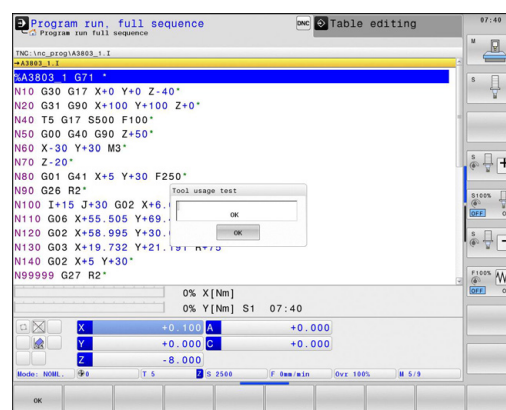 Program run, full sequence
Program run full sequence
DNC
Table editing
07:40
TNC:\nc_prog\A3803_1.I
→A3803_1.I
%A3803_1 G71 *
N10 G30 G17 X+0 Y+0 Z-40*
N20 G31 G90 X+100 Y+100 Z+0*
N40 T5 G17 S500 F100*
N50 G00 G40 G90 Z+50*
N60 X-30 Y+30 M3*
N70 Z-20*
N80 G01 G41 X+5 Y+30 F250*
N90 G26 R2*
N100 I+15 J+30 G02 X+6.
N110 G06 X+55.505 Y+69.
N120 G02 X+58.995 Y+30.
N130 G03 X+19.732 Y+21.191 R+75*
N140 G02 X+5 Y+30*
N99999 G27 R2*
Tool usage test
OK
OK
0% X[Nm]
0% Y[Nm] S1 07:40
X +0.100 A +0.000
Y +0.000 C +0.000
Z -8.000
Mode: NOML. 0 T 5 Z S 2500 F 0mm/min Ovr 100% M 5/9
OK
M
S
S
S100%
OFF
S
F100%
OFF